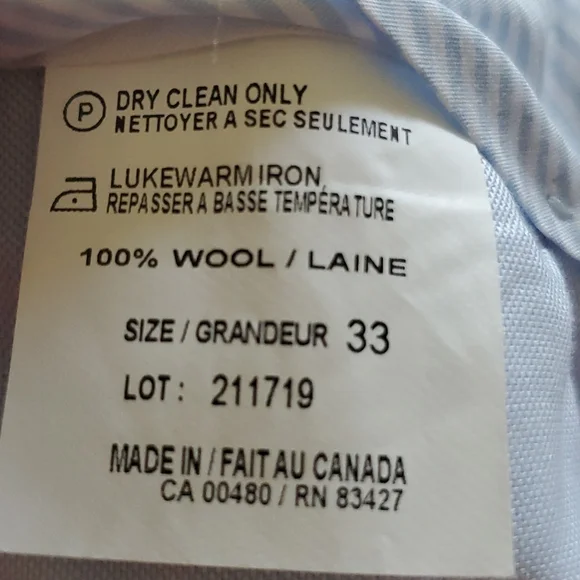 P
DRY CLEAN ONLY
NETTOYER A SEC SEULEMENT
LUKEWARM IRON
REPASSER A BASSE TEMPÉRATURE
100% WOOL / LAINE
SIZE / GRANDEUR 33
LOT : 211719
MADE IN / FAIT AU CANADA
CA 00480 / RN 83427